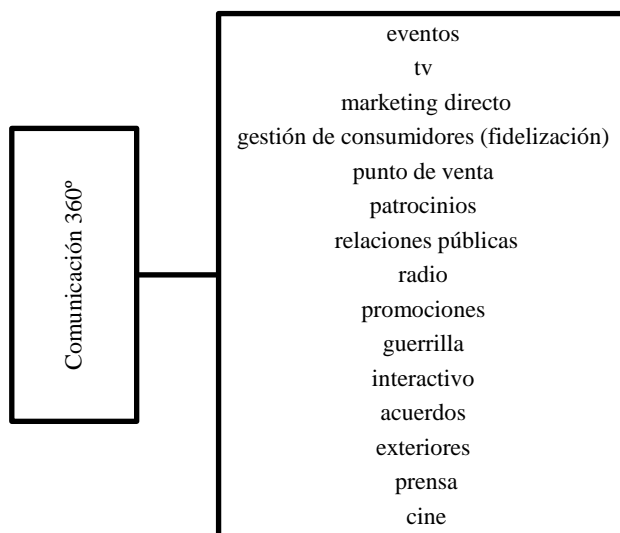 Comunicación 360º
eventos
tv
marketing directo
gestión de consumidores (fidelización)
punto de venta
patrocinios
relaciones públicas
radio
promociones
guerrilla
interactivo
acuerdos
exteriores
prensa
cine